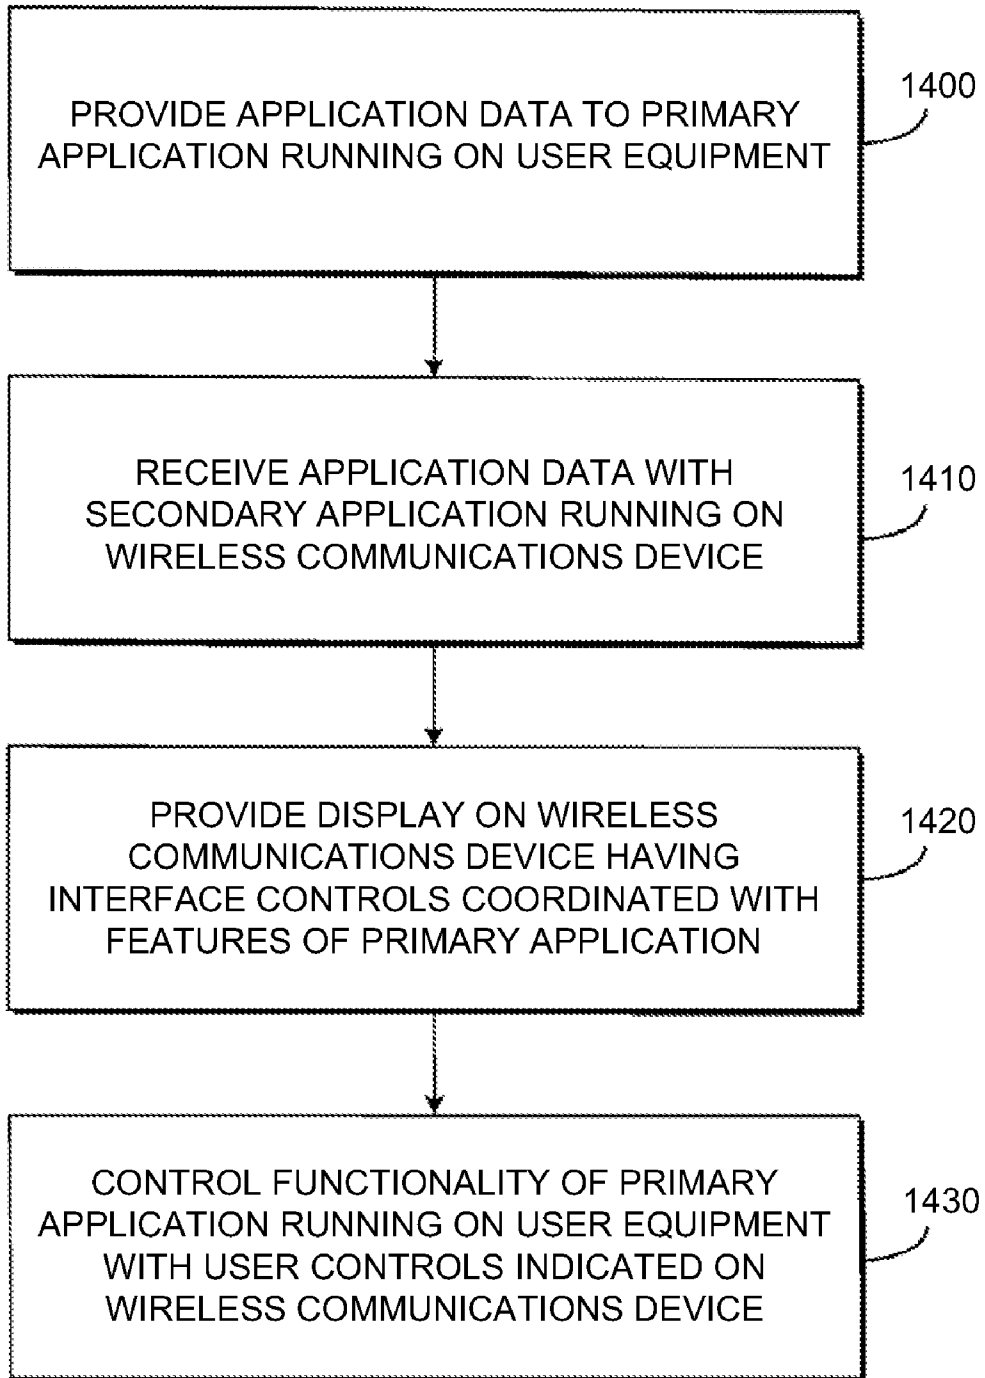 PROVIDE APPLICATION DATA TO PRIMARY
APPLICATION RUNNING ON USER EQUIPMENT
1400
RECEIVE APPLICATION DATA WITH
SECONDARY APPLICATION RUNNING ON
WIRELESS COMMUNICATIONS DEVICE
1410
PROVIDE DISPLAY ON WIRELESS
COMMUNICATIONS DEVICE HAVING
INTERFACE CONTROLS COORDINATED WITH
FEATURES OF PRIMARY APPLICATION
1420
CONTROL FUNCTIONALITY OF PRIMARY
APPLICATION RUNNING ON USER EQUIPMENT
WITH USER CONTROLS INDICATED ON
WIRELESS COMMUNICATIONS DEVICE
1430